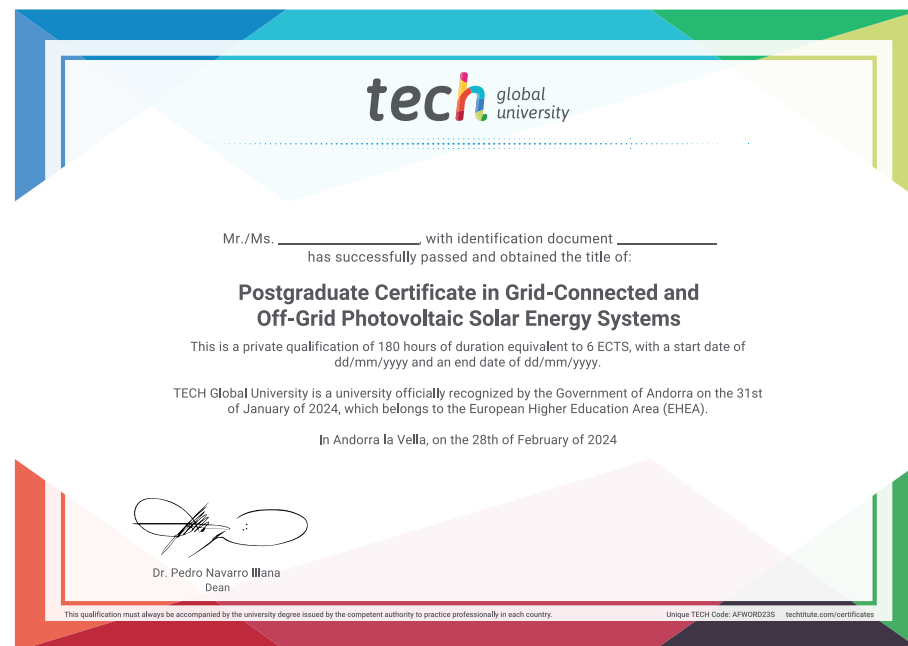 tech global
university
Mr./Ms. ____________, with identification document ____________
has successfully passed and obtained the title of:
Postgraduate Certificate in Grid-Connected and
Off-Grid Photovoltaic Solar Energy Systems
This is a private qualification of 180 hours of duration equivalent to 6 ECTS, with a start date of
dd/mm/yyyy and an end date of dd/mm/yyyy.
TECH Global University is a university officially recognized by the Government of Andorra on the 31st
of January of 2024, which belongs to the European Higher Education Area (EHEA).
In Andorra la Vella, on the 28th of February of 2024
Dr. Pedro Navarro Illana
Dean
This qualification must always be accompanied by the university degree issued by the competent authority to practice professionally in each country. Unique TECH Code: AFWORD23S techtitute.com/certificates